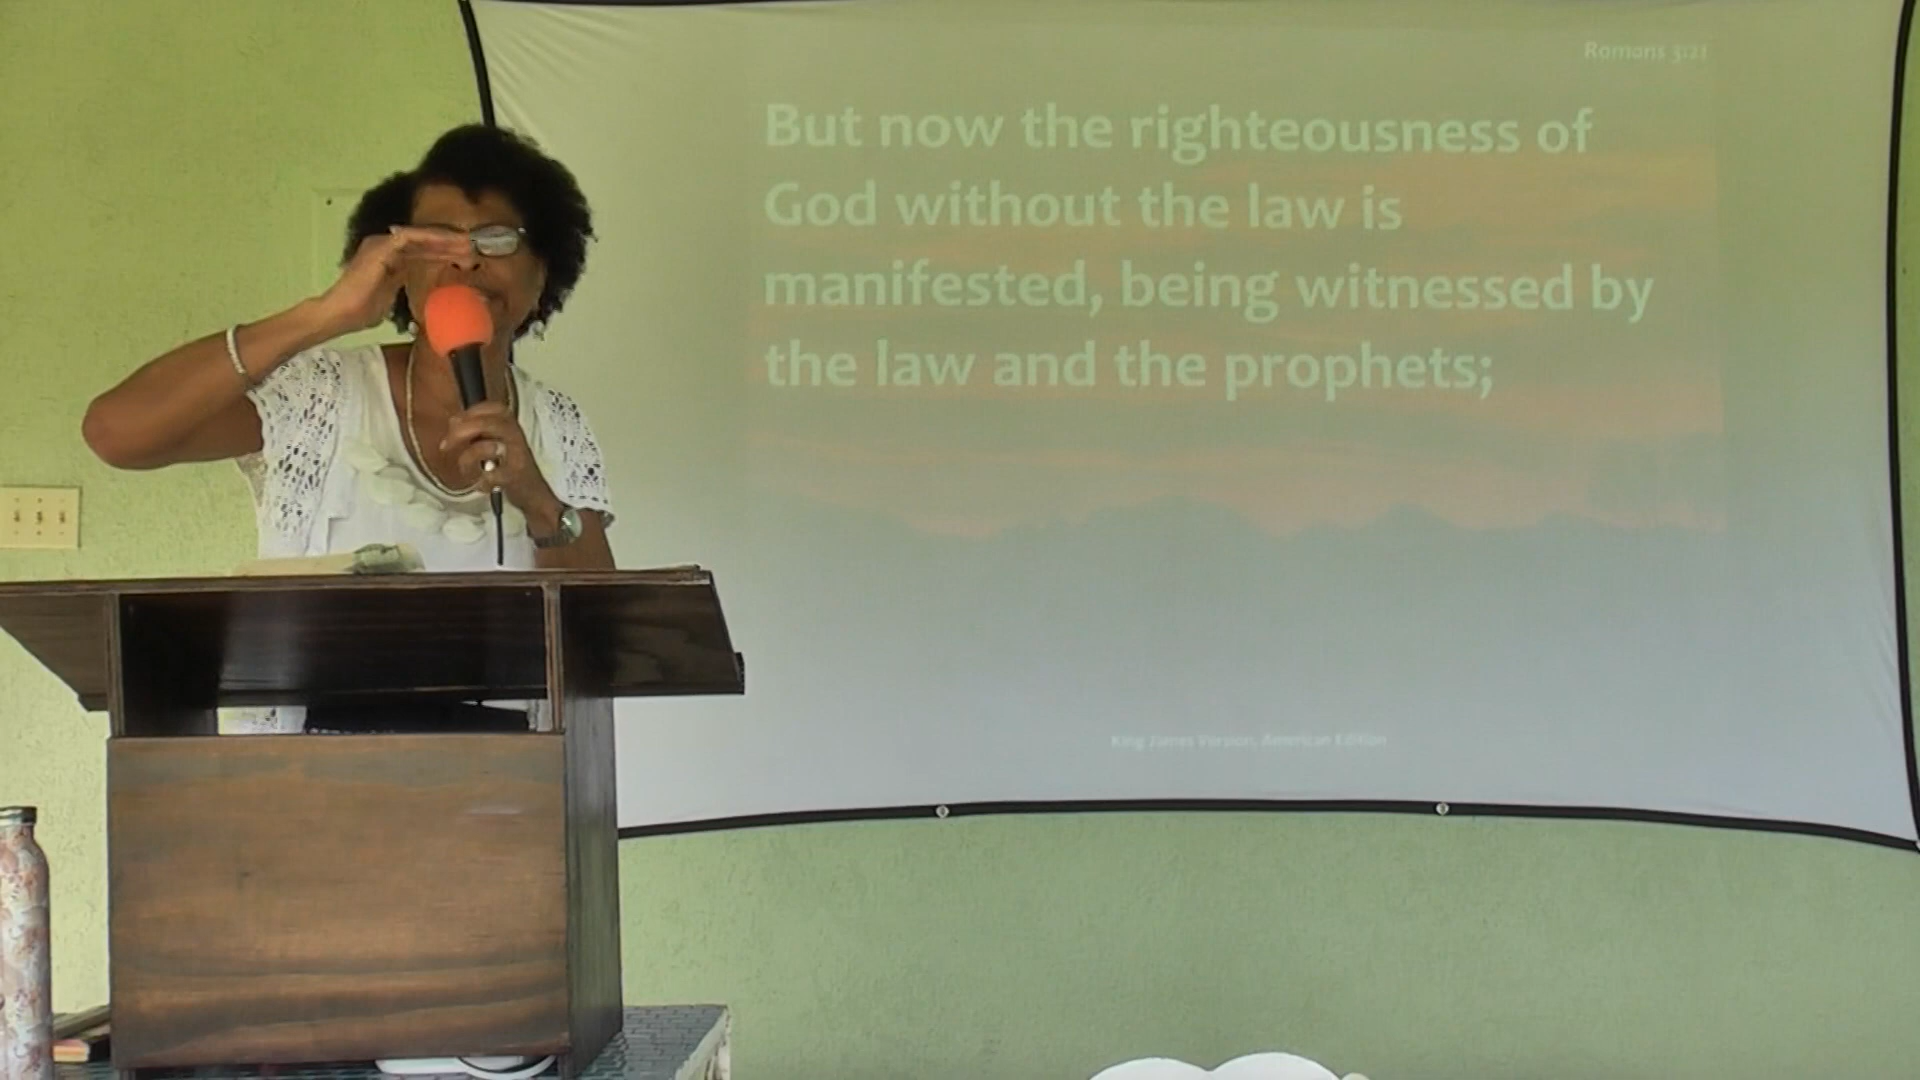 Romans 3:21
But now the righteousness of
God without the law is
manifested, being witnessed by
the law and the prophets;
King James Version, American Edition